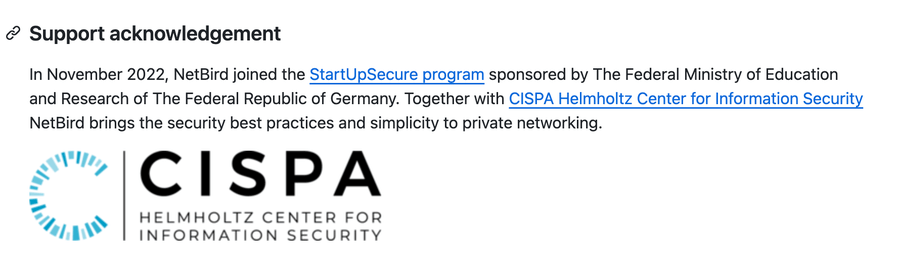 Support acknowledgement
In November 2022, NetBird joined the StartUpSecure program sponsored by The Federal Ministry of Education
and Research of The Federal Republic of Germany. Together with CISPA Helmholtz Center for Information Security
NetBird brings the security best practices and simplicity to private networking.
CISPA
HELMHOLTZ CENTER FOR
INFORMATION SECURITY